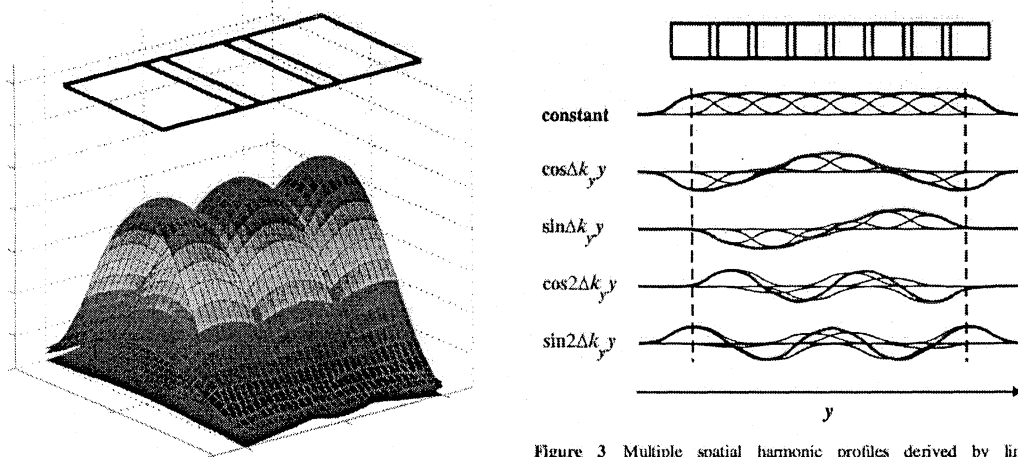 constant
cosΔk_y y
sinΔk_y y
cos2Δk_y y
sin2Δk_y y
y
Figure 3 Multiple spatial harmonic profiles derived by